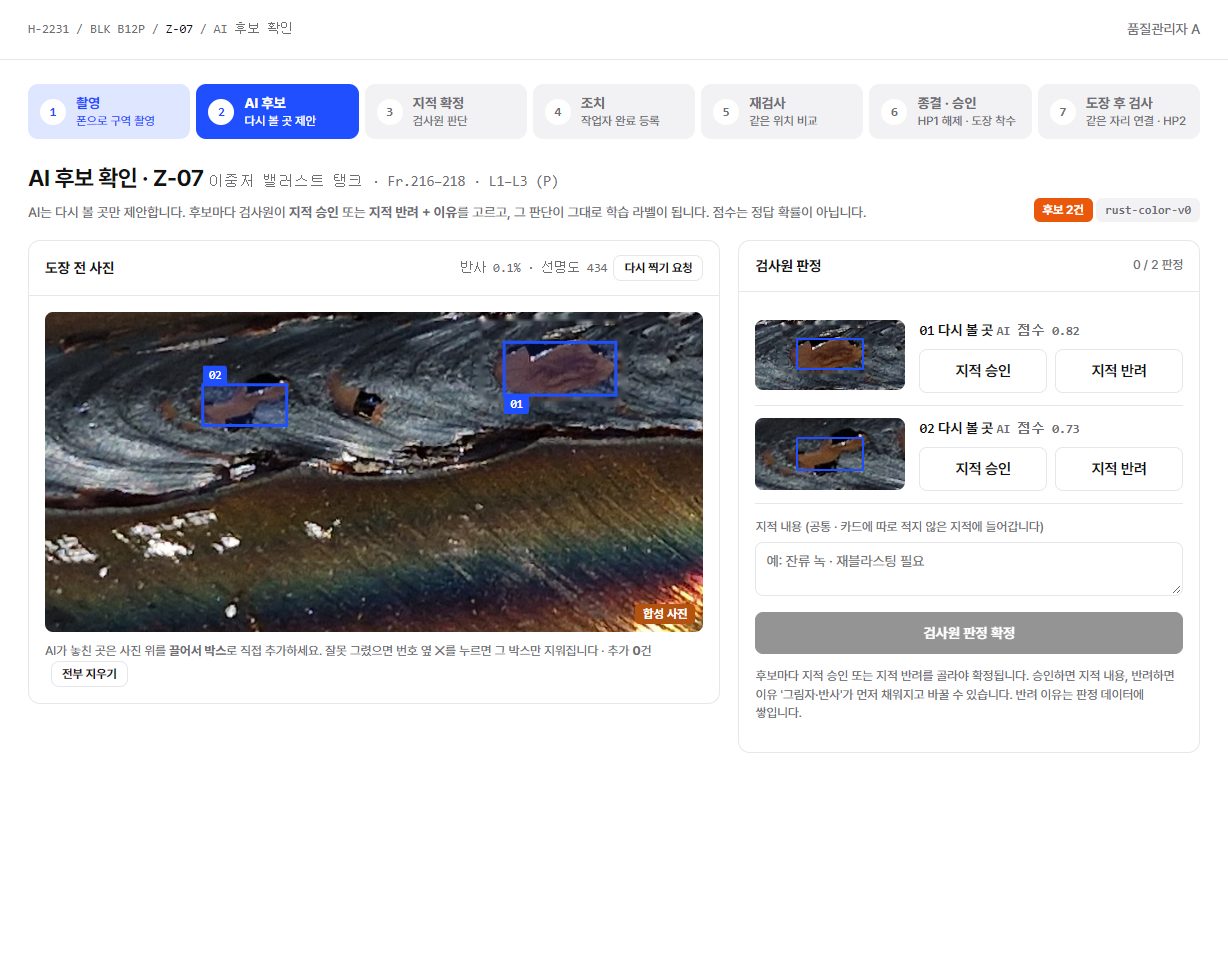 H-2231 / BLK B12P / Z-07 / AI 후보 확인
품질관리자 A
1 촬영
폰으로 구역 촬영
2 AI 후보
다시 볼 곳 제안
3 지적 확정
검사원 판단
4 조치
작업자 완료 등록
5 재검사
같은 위치 비교
6 종결 · 승인
HP1 해제 · 도장 착수
7 도장 후 검사
같은 자리 연결 · HP2
AI 후보 확인 · Z-07 이중저 밸러스트 탱크 · Fr.216–218 · L1–L3 (P)
AI는 다시 볼 곳만 제안합니다. 후보마다 검사원이 지적 승인 또는 지적 반려 + 이유를 고르고, 그 판단이 그대로 학습 라벨이 됩니다. 점수는 정답 확률이 아닙니다.
후보 2건
rust-color-v0
도장 전 사진
반사 0.1% · 선명도 434
다시 찍기 요청
02
01
합성 사진
AI가 놓친 곳은 사진 위를 끌어서 박스로 직접 추가하세요. 잘못 그렸으면 번호 옆 ✕를 누르면 그 박스만 지워집니다 · 추가 0건
전부 지우기
검사원 판정
0 / 2 판정
01 다시 볼 곳 AI 점수 0.82
지적 승인
지적 반려
02 다시 볼 곳 AI 점수 0.73
지적 승인
지적 반려
지적 내용 (공통 · 카드에 따로 적지 않은 지적에 들어갑니다)
예: 잔류 녹 · 재블라스팅 필요
검사원 판정 확정
후보마다 지적 승인 또는 지적 반려를 골라야 확정됩니다. 승인하면 지적 내용, 반려하면
이유 '그림자·반사'가 먼저 채워지고 바꿀 수 있습니다. 반려 이유는 판정 데이터에
쌓입니다.